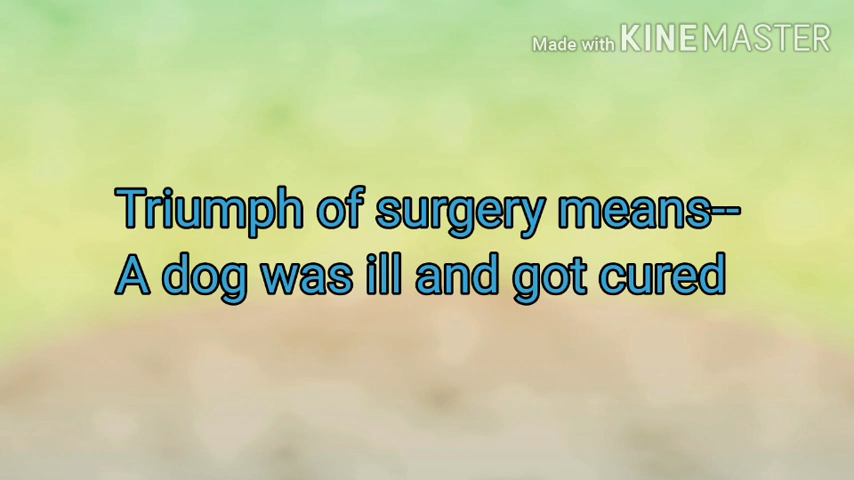 Made with KINEMASTER
Triumph of surgery means--
A dog was ill and got cured